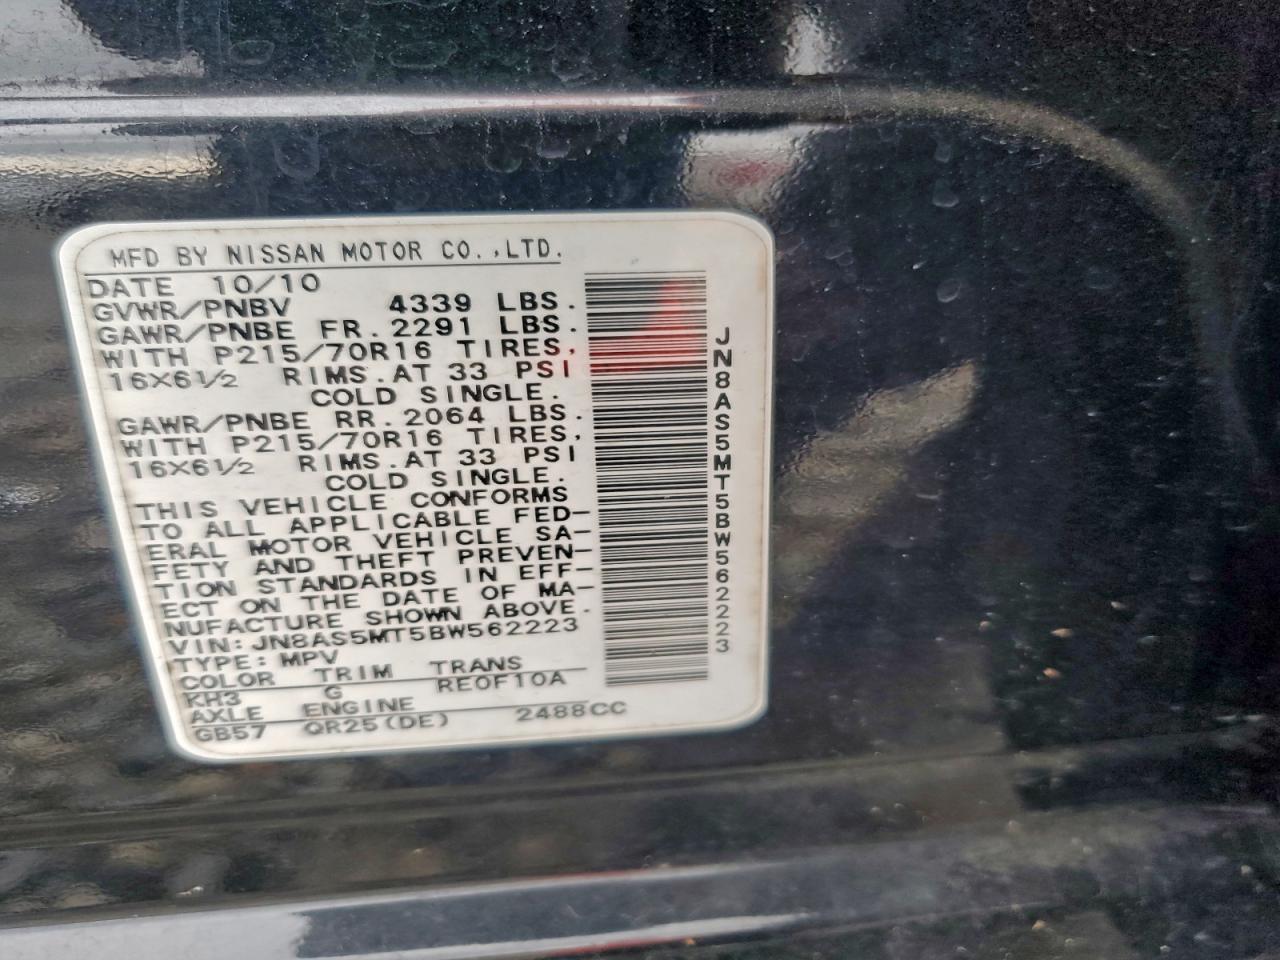 MFD BY NISSAN MOTOR CO.,LTD.
DATE 10/10
GVWR/PNBV 4339 LBS.
GAWR/PNBE FR.2291 LBS.
WITH P215/70R16 TIRES,
16X6½ RIMS.AT 33 PSI
COLD SINGLE.
GAWR/PNBE RR.2064 LBS.
WITH P215/70R16 TIRES,
16X6½ RIMS.AT 33 PSI
COLD SINGLE.
THIS VEHICLE CONFORMS
TO ALL APPLICABLE FED-
ERAL MOTOR VEHICLE SA-
FETY AND THEFT PREVEN-
TION STANDARDS IN EFF-
ECT ON THE DATE OF MA-
NUFACTURE SHOWN ABOVE.
VIN:JN8AS5MT5BW562223
TYPE:MPV
COLOR TRIM TRANS
KH3 G RE0F10A
AXLE ENGINE
GB57 QR25(DE) 2488CC
JN8AS5MT5BW562223